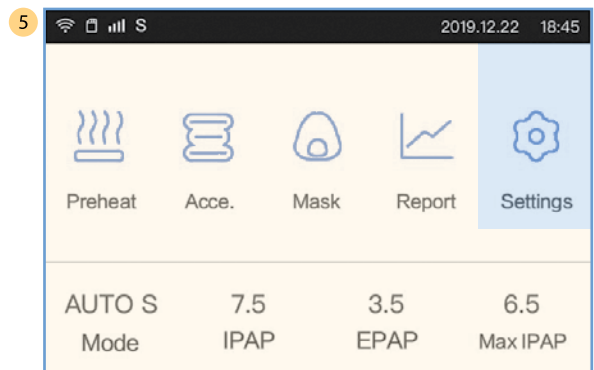 5
S 2019.12.22 18:45
Preheat Acce. Mask Report Settings
AUTO S 7.5 3.5 6.5
Mode IPAP EPAP Max IPAP